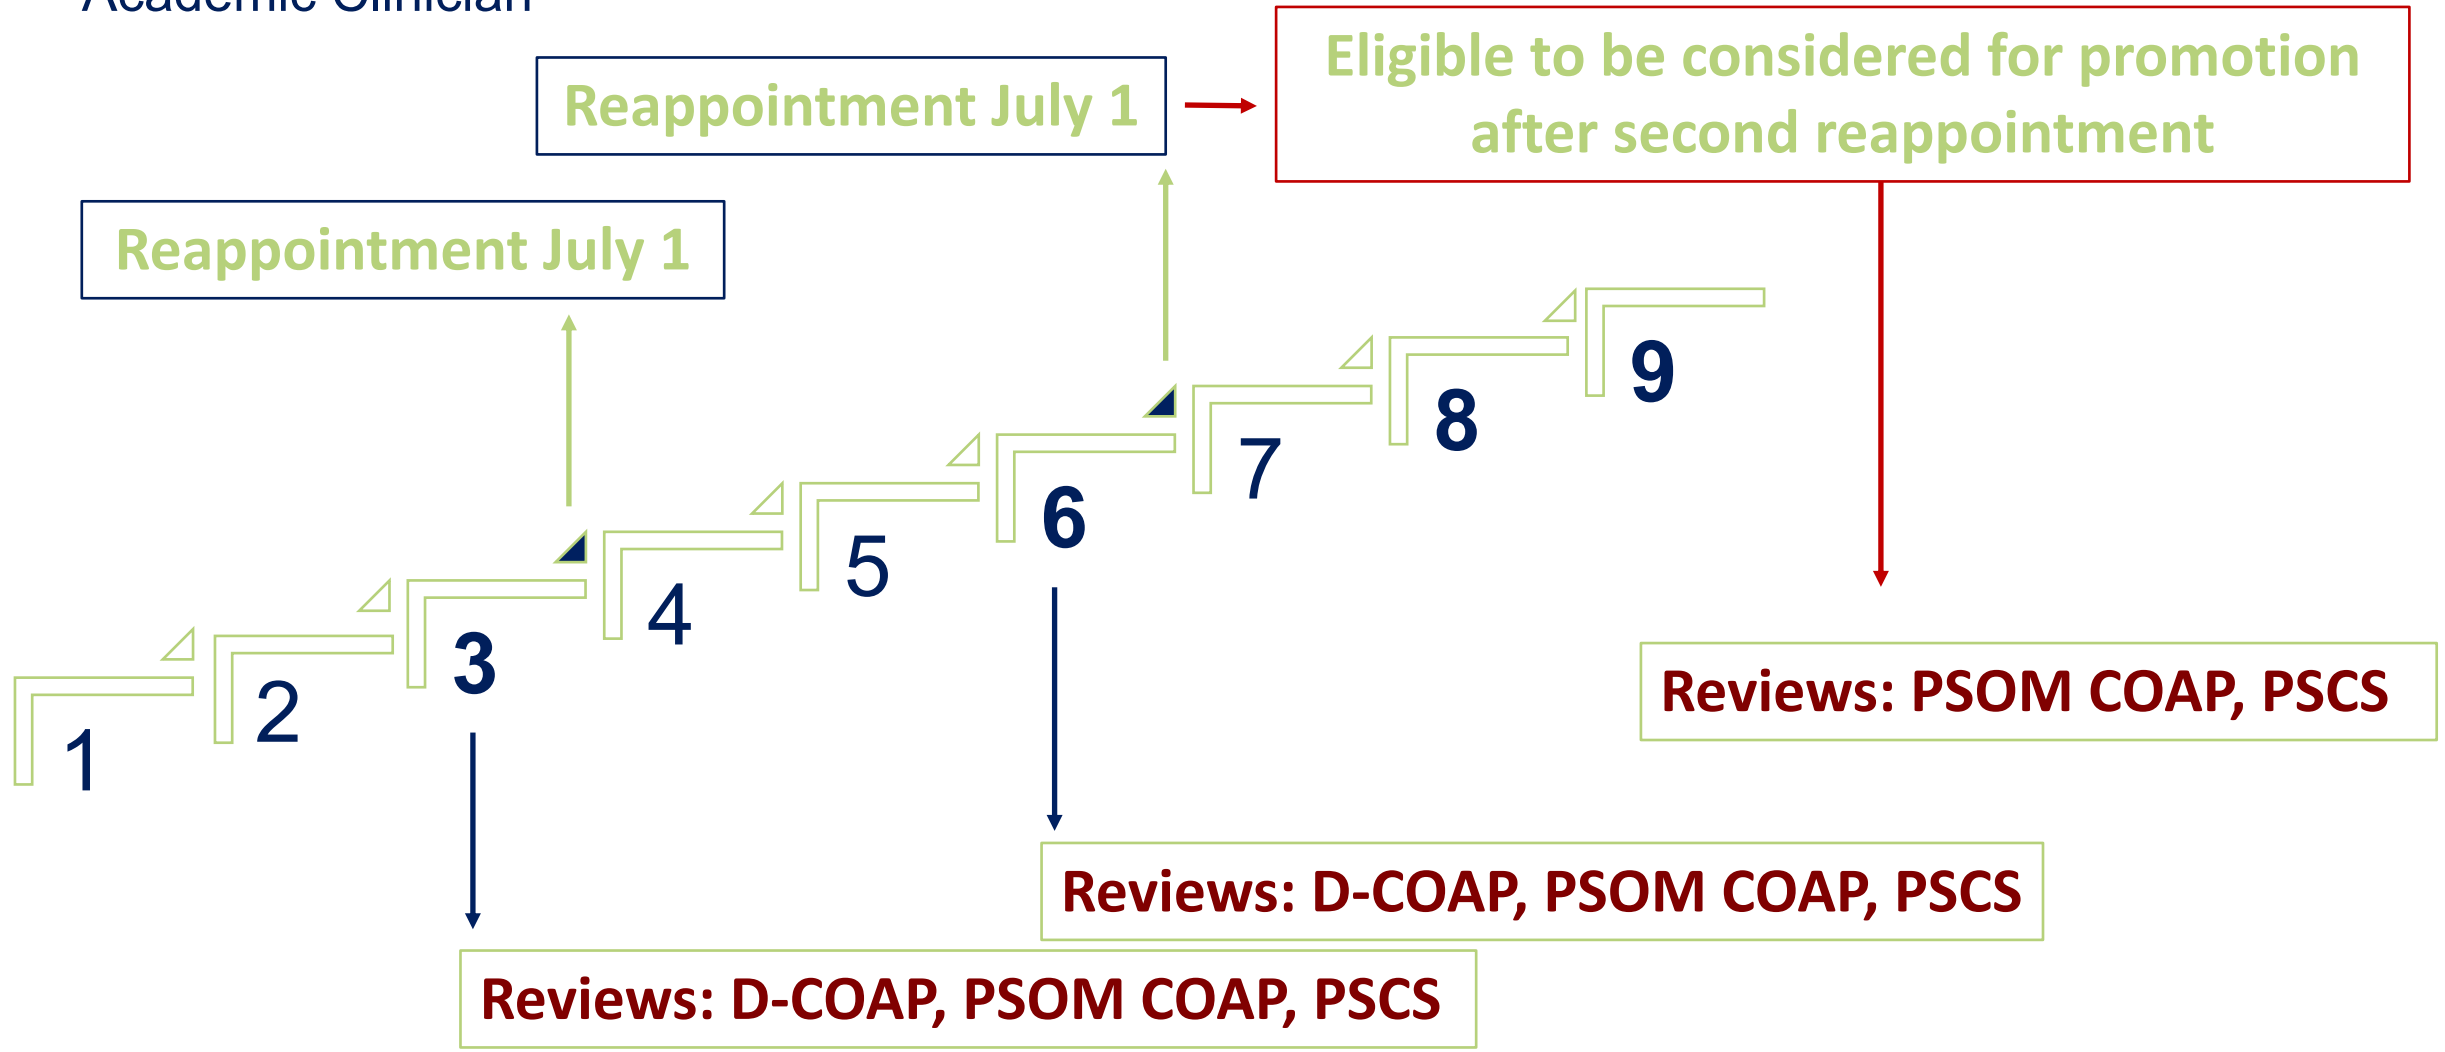 Academic Clinician
Eligible to be considered for promotion
after second reappointment
Reappointment July 1
Reappointment July 1
9
8
7
6
5
4
3
2
1
Reviews: PSOM COAP, PSCS
Reviews: D-COAP, PSOM COAP, PSCS
Reviews: D-COAP, PSOM COAP, PSCS